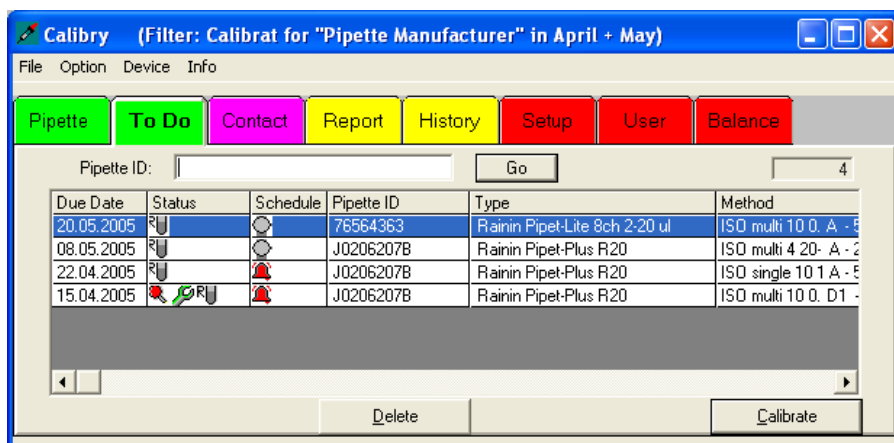 Calibry (Filter: Calibrat for "Pipette Manufacturer" in April + May)
File Option Device Info
Pipette To Do Contact Report History Setup User Balance
Pipette ID: Go 4
Due Date Status Schedule Pipette ID Type Method
20.05.2005 R 76564363 Rainin Pipet-Lite 8ch 2-20 ul ISO multi 10 0. A - 5
08.05.2005 R J0206207B Rainin Pipet-Plus R20 ISO multi 4 20- A - 2
22.04.2005 R J0206207B Rainin Pipet-Plus R20 ISO single 10 1 A - 5
15.04.2005 R J0206207B Rainin Pipet-Plus R20 ISO multi 10 0. D1 -
Delete Calibrate